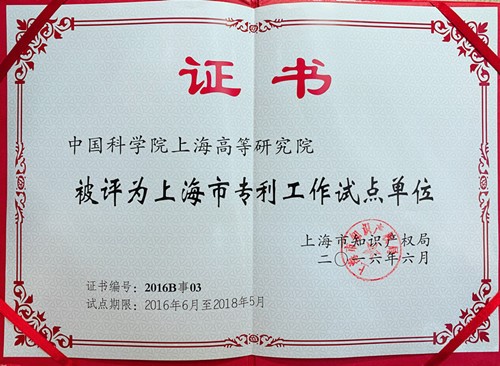 证书
中国科学院上海高等研究院
被评为上海市专利工作试点单位
上海市知识产权局
二〇一六年六月
证书编号：2016B事03
试点期限：2016年6月至2018年5月